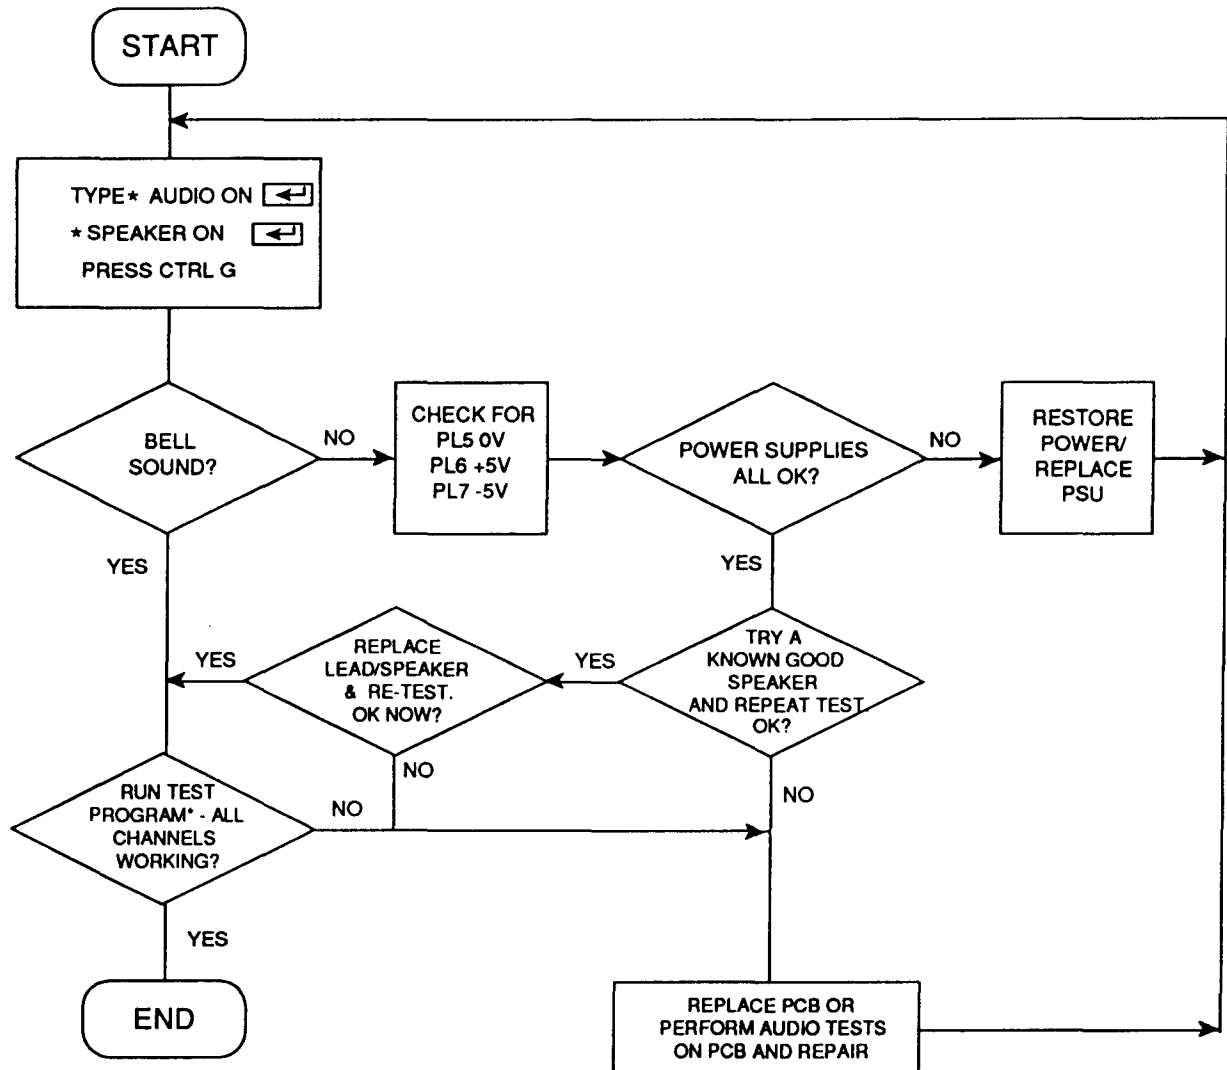 START
TYPE* AUDIO ON
* SPEAKER ON
PRESS CTRL G
BELL
SOUND?
NO
CHECK FOR
PL5 0V
PL6 +5V
PL7 -5V
POWER SUPPLIES
ALL OK?
NO
RESTORE
POWER/
REPLACE
PSU
YES
YES
REPLACE
LEAD/SPEAKER
& RE-TEST.
OK NOW?
YES
YES
TRY A
KNOWN GOOD
SPEAKER
AND REPEAT TEST
OK?
NO
NO
RUN TEST
PROGRAM* - ALL
CHANNELS
WORKING?
NO
YES
END
REPLACE PCB OR
PERFORM AUDIO TESTS
ON PCB AND REPAIR